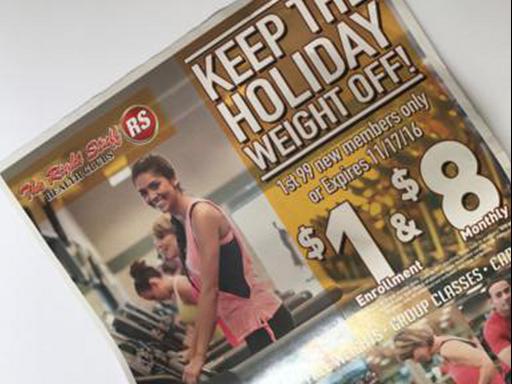 The Right Stuff
HEALTH CLUBS
RS
KEEP THE
HOLIDAY
WEIGHT OFF!
1st 99 new members only
or Expires 11/17/16
$1 & $8
Enrollment
Monthly
GROUP CLASSES •